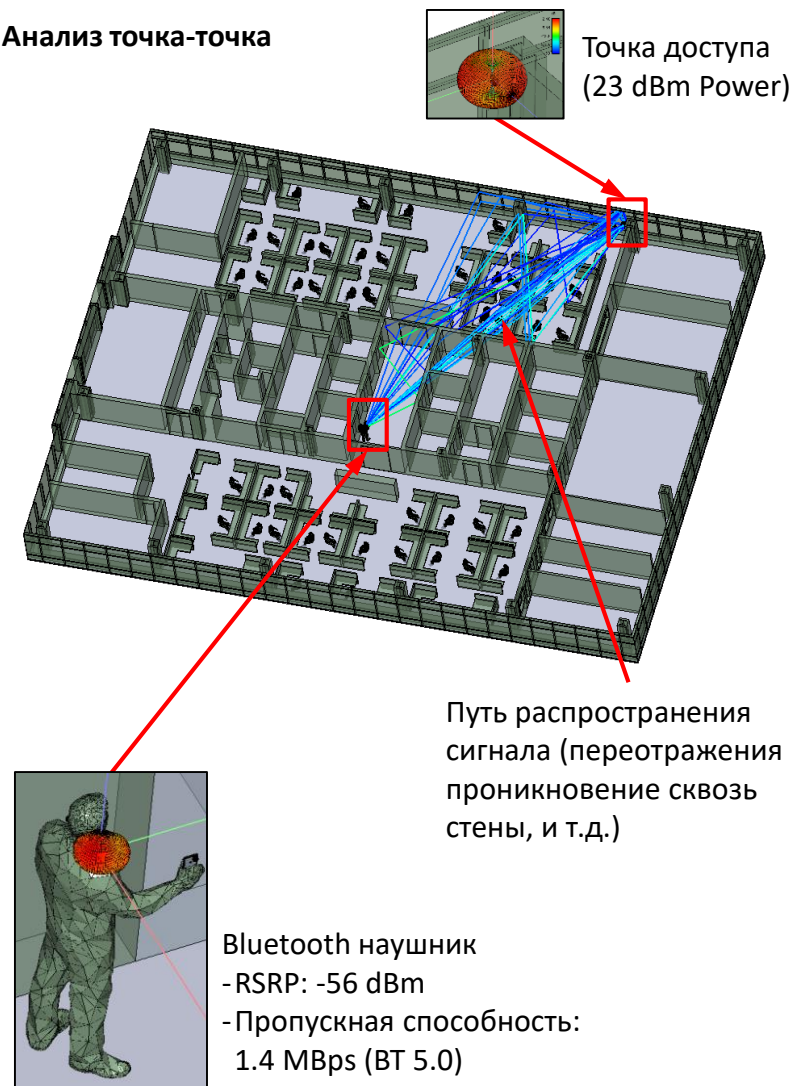 Анализ точка-точка
Точка доступа
(23 dBm Power)
Путь распространения
сигнала (переотражения
проникновение сквозь
стены, и т.д.)
Bluetooth наушник
-RSRP: -56 dBm
-Пропускная способность:
1.4 MBps (BT 5.0)